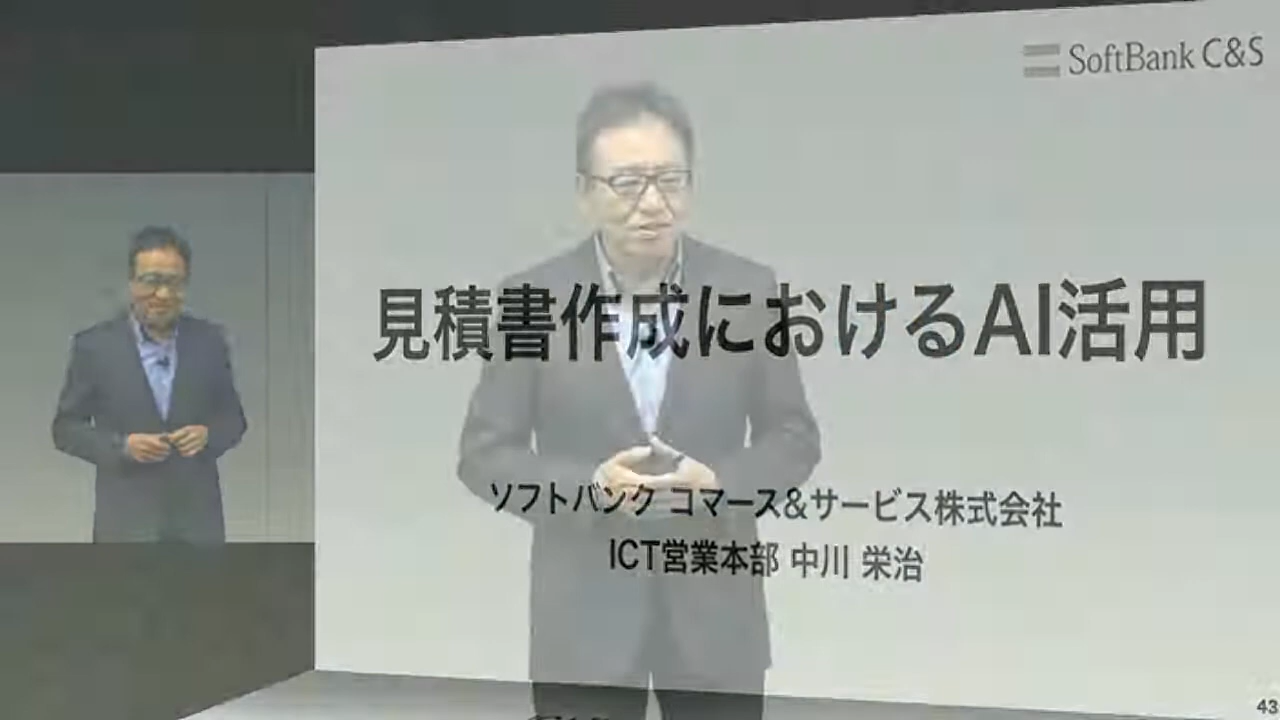 SoftBank C&S
見積書作成におけるAI活用
ソフトバンク コマース&サービス株式会社
ICT営業本部 中川 栄治
43